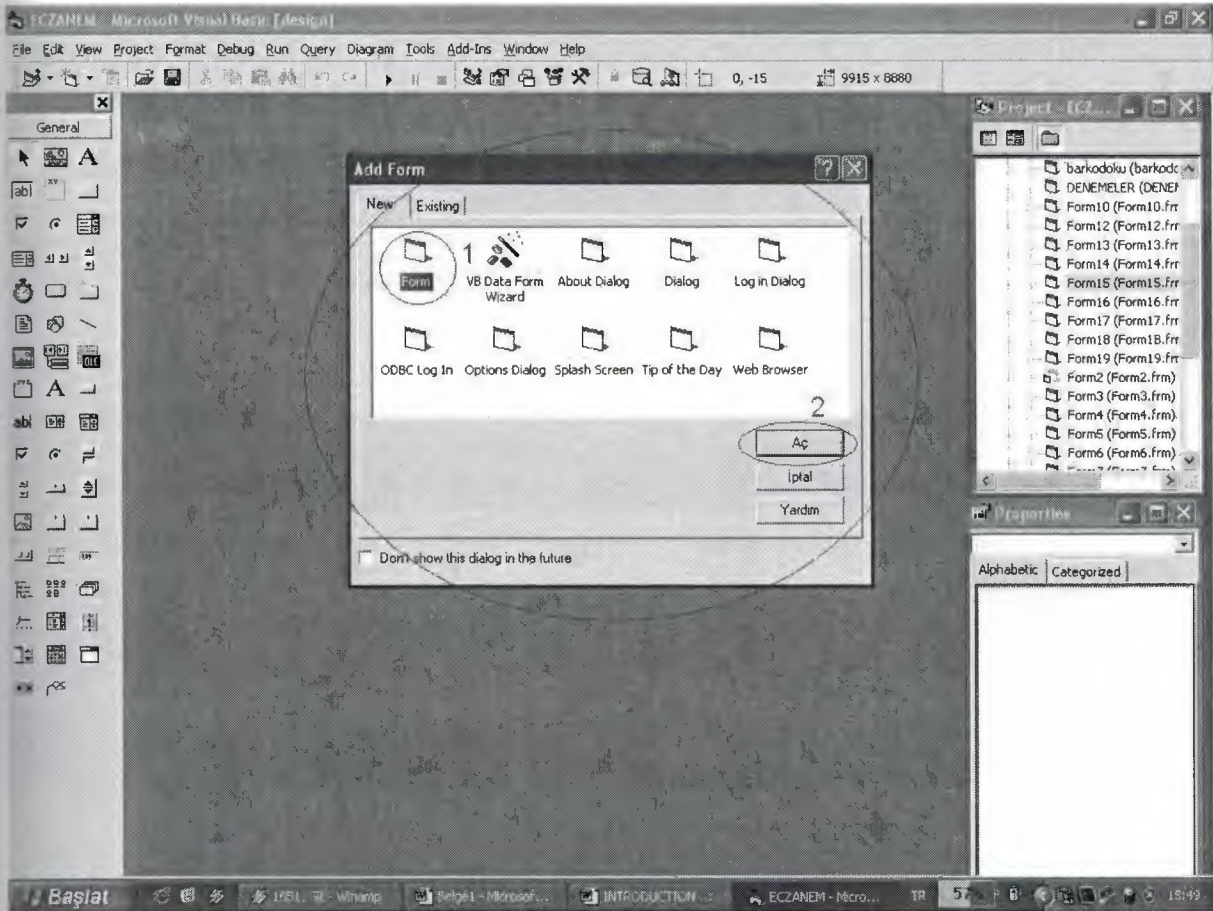 ECZANEM - Microsoft Visual Basic [design]
File Edit View Project Format Debug Run Query Diagram Tools Add-Ins Window Help
0, -15 9915 x 8880
General
Add Form
New Existing
1
Form VB Data Form Wizard About Dialog Dialog Log in Dialog
ODBC Log In Options Dialog Splash Screen Tip of the Day Web Browser
2
Aç
İptal
Yardım
Don't show this dialog in the future
Project - ECZ...
barkodoku (barkodc
DENEMELER (DENEM
Form10 (Form10.frr
Form12 (Form12.frr
Form13 (Form13.frr
Form14 (Form14.frr
Form15 (Form15.frr
Form16 (Form16.frr
Form17 (Form17.frr
Form18 (Form18.frr
Form19 (Form19.frr
Form2 (Form2.frm)
Form3 (Form3.frm)
Form4 (Form4.frm)
Form5 (Form5.frm)
Form6 (Form6.frm)
Properties
Alphabetic Categorized
Başlat Winamp Belge1 - Microsof... INTRODUCTION ECZANEM - Micro... TR 18:49